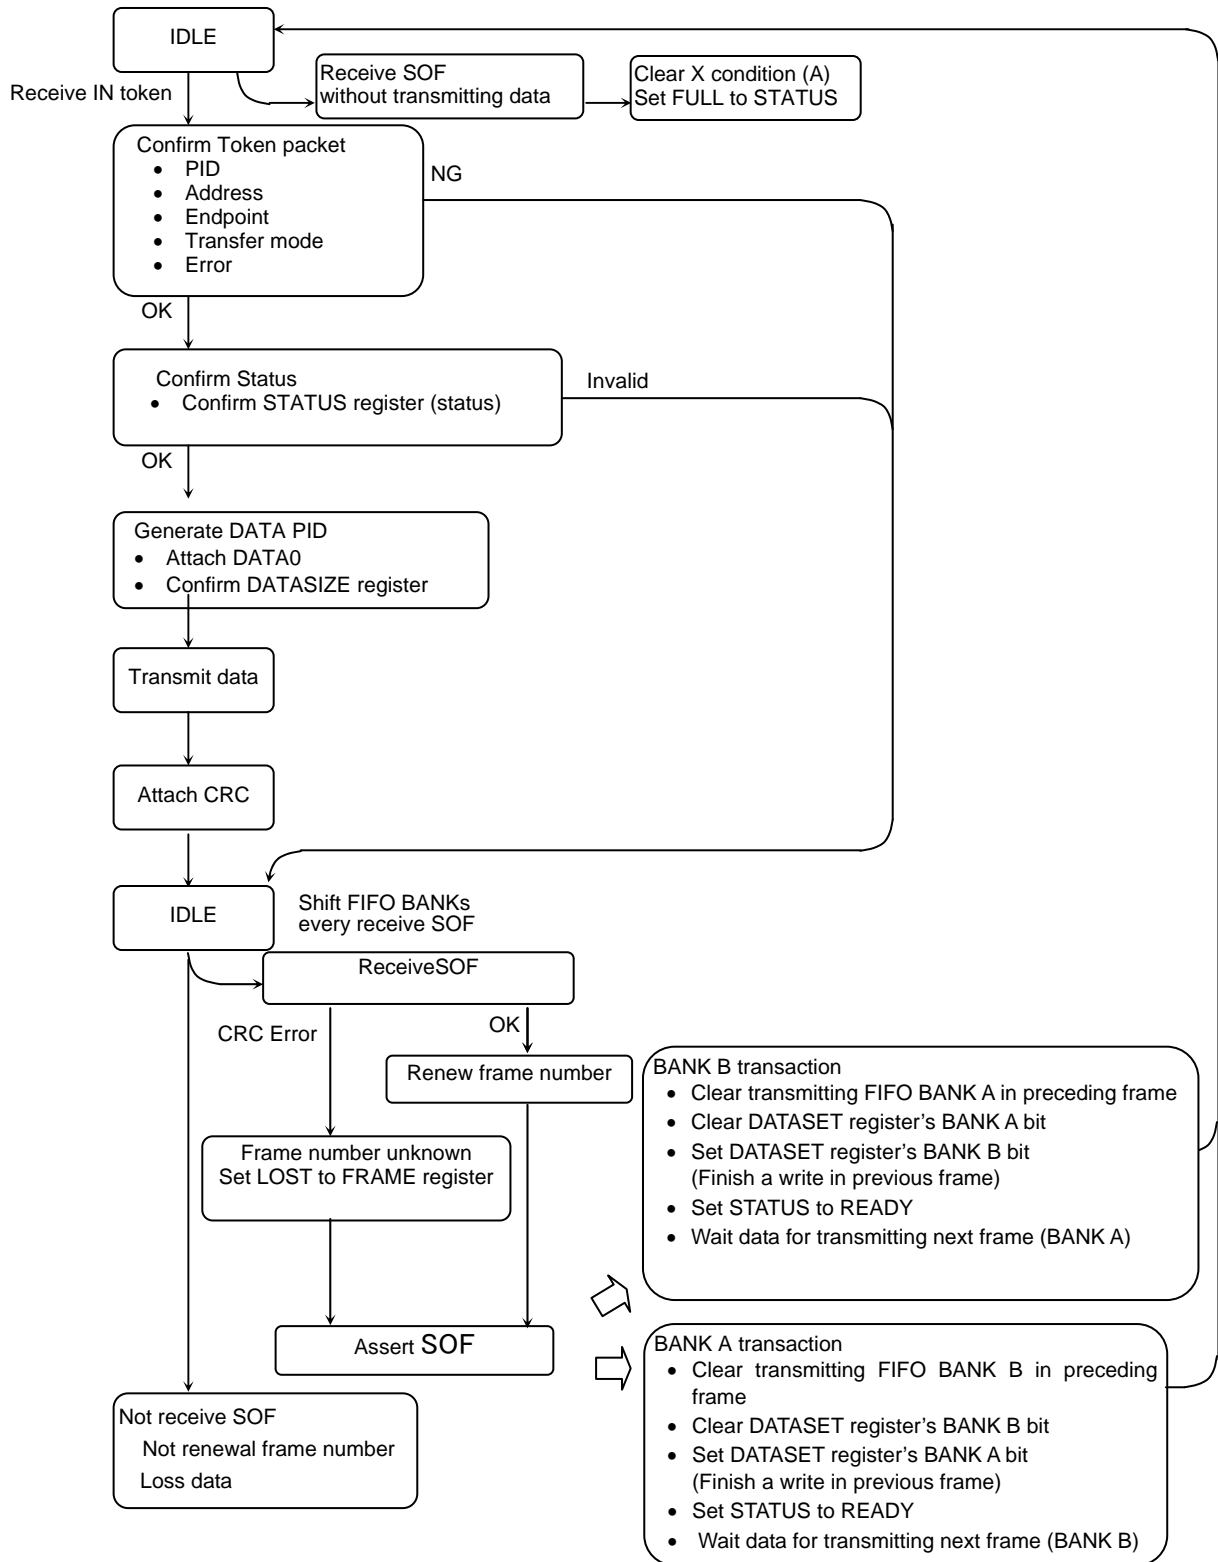 IDLE
Receive IN token
Receive SOF
without transmitting data
Clear X condition (A)
Set FULL to STATUS
Confirm Token packet
• PID
• Address
• Endpoint
• Transfer mode
• Error
NG
OK
Confirm Status
• Confirm STATUS register (status)
Invalid
OK
Generate DATA PID
• Attach DATA0
• Confirm DATASIZE register
Transmit data
Attach CRC
IDLE
Shift FIFO BANKs
every receive SOF
ReceiveSOF
CRC Error
OK
Renew frame number
Frame number unknown
Set LOST to FRAME register
Assert SOF
Not receive SOF
Not renewal frame number
Loss data
BANK B transaction
• Clear transmitting FIFO BANK A in preceding frame
• Clear DATASET register's BANK A bit
• Set DATASET register's BANK B bit
(Finish a write in previous frame)
• Set STATUS to READY
• Wait data for transmitting next frame (BANK A)
BANK A transaction
• Clear transmitting FIFO BANK B in preceding
frame
• Clear DATASET register's BANK B bit
• Set DATASET register's BANK A bit
(Finish a write in previous frame)
• Set STATUS to READY
• Wait data for transmitting next frame (BANK B)